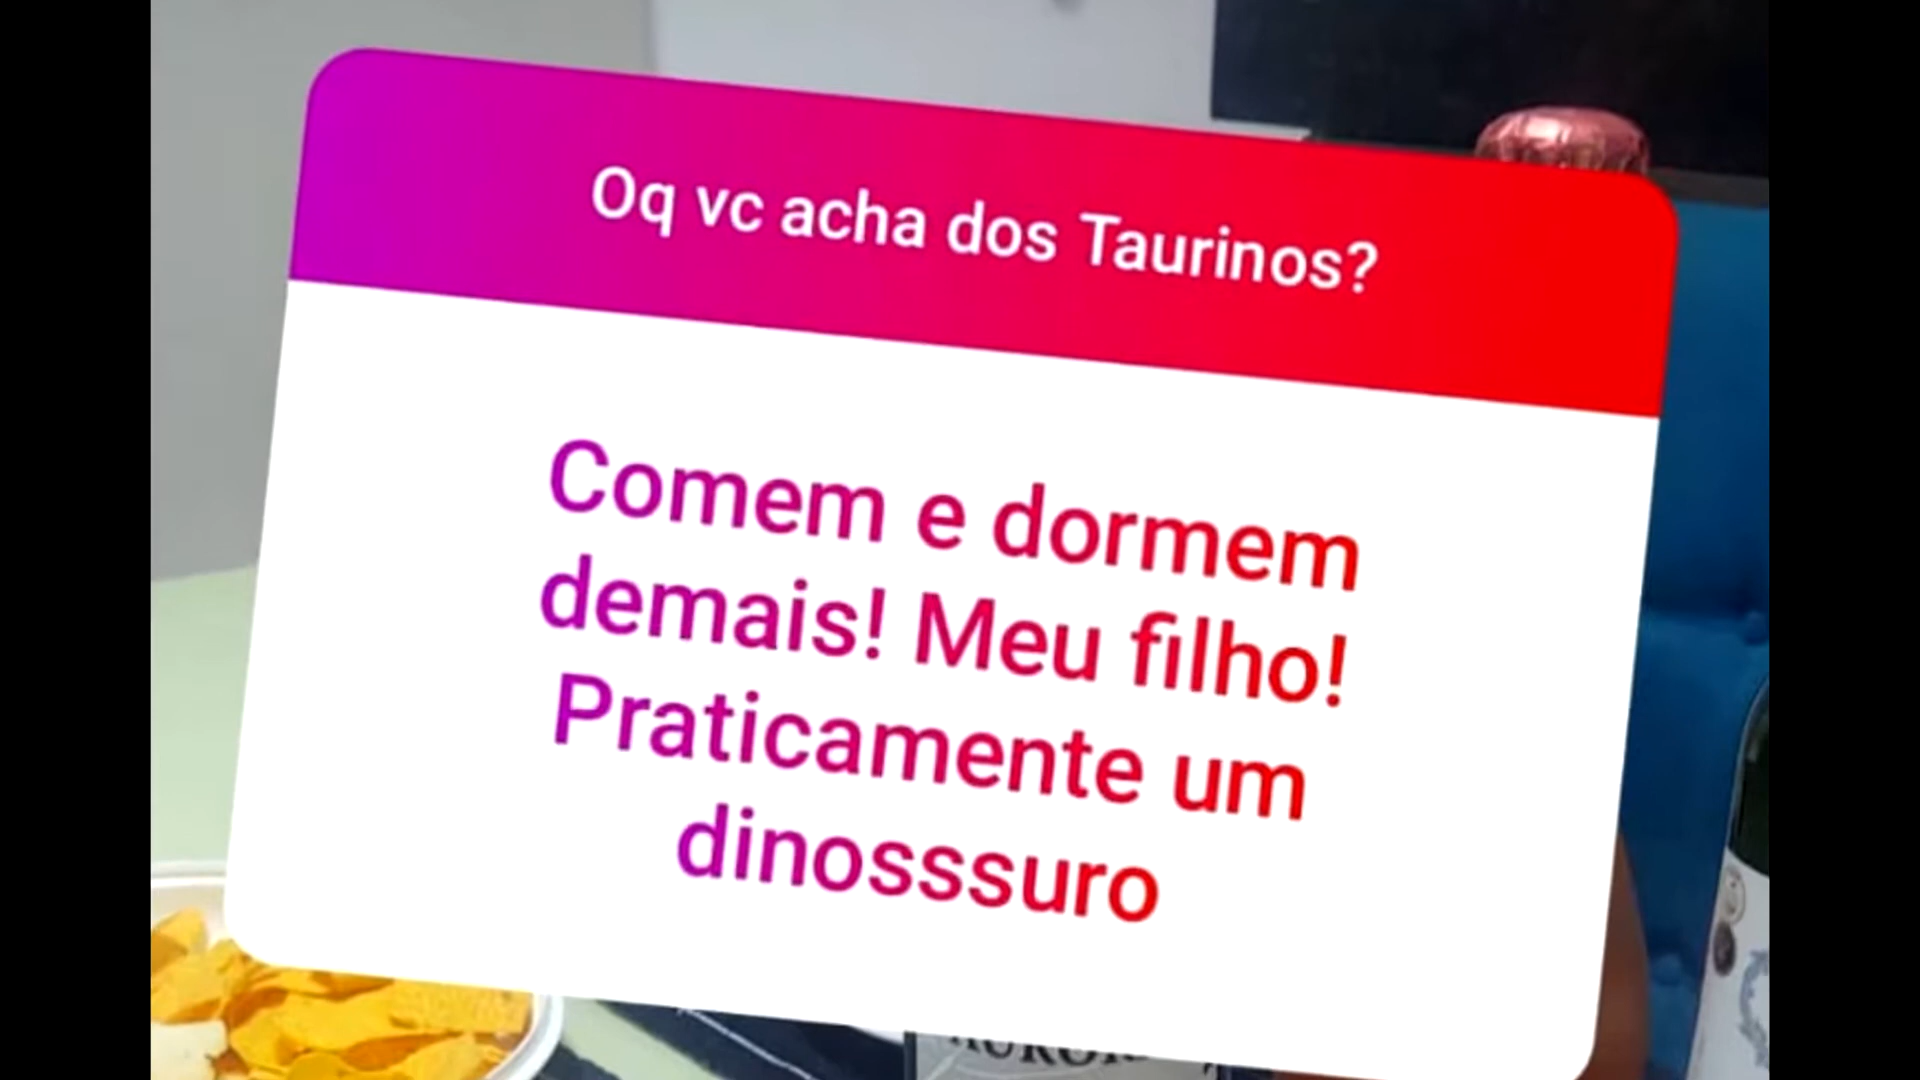 Oq vc acha dos Taurinos?
Comem e dormem
demais! Meu filho!
Praticamente um
dinosssuro